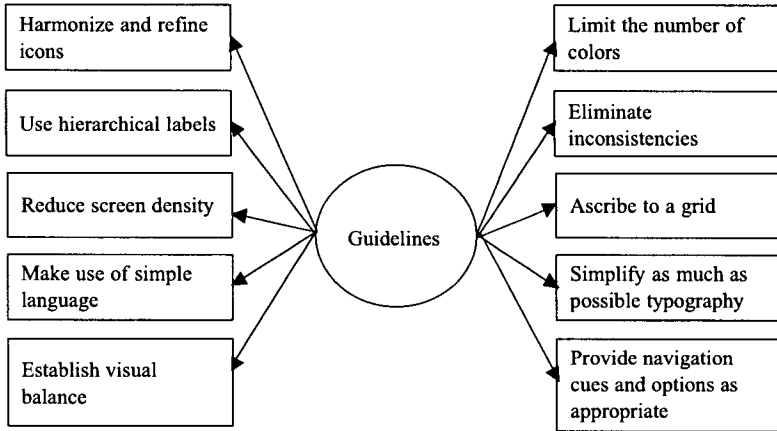 Harmonize and refine
icons
Use hierarchical labels
Reduce screen density
Make use of simple
language
Establish visual
balance
Guidelines
Limit the number of
colors
Eliminate
inconsistencies
Ascribe to a grid
Simplify as much as
possible typography
Provide navigation
cues and options as
appropriate